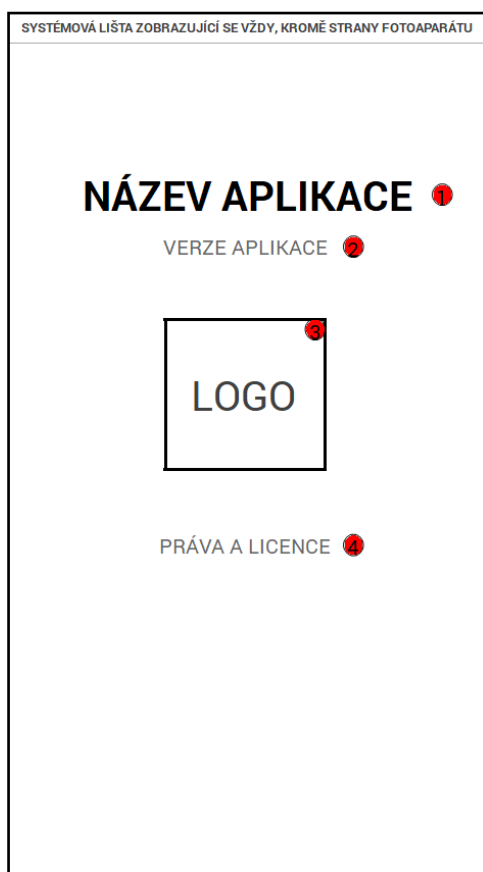 SYSTÉMOVÁ LIŠTA ZOBRAZUJÍCÍ SE VŽDY, KROMĚ STRANY FOTOAPARÁTU
NÁZEV APLIKACE 1
VERZE APLIKACE 2
3
LOGO
PRÁVA A LICENCE 4